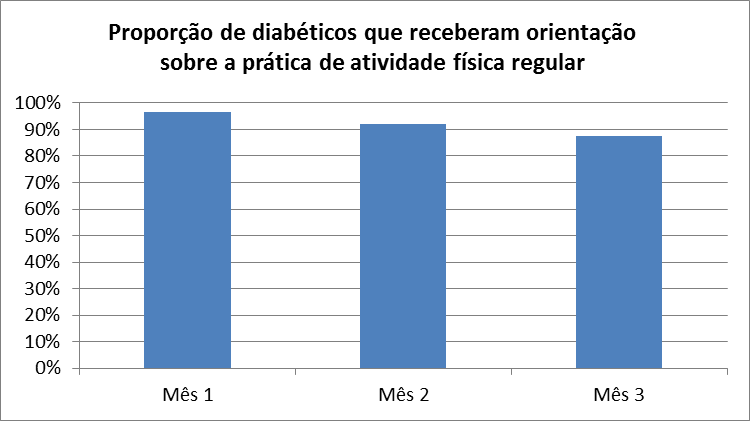 Proporção de diabéticos que receberam orientação
sobre a prática de atividade física regular
100%
90%
80%
70%
60%
50%
40%
30%
20%
10%
0%
Mês 1
Mês 2
Mês 3